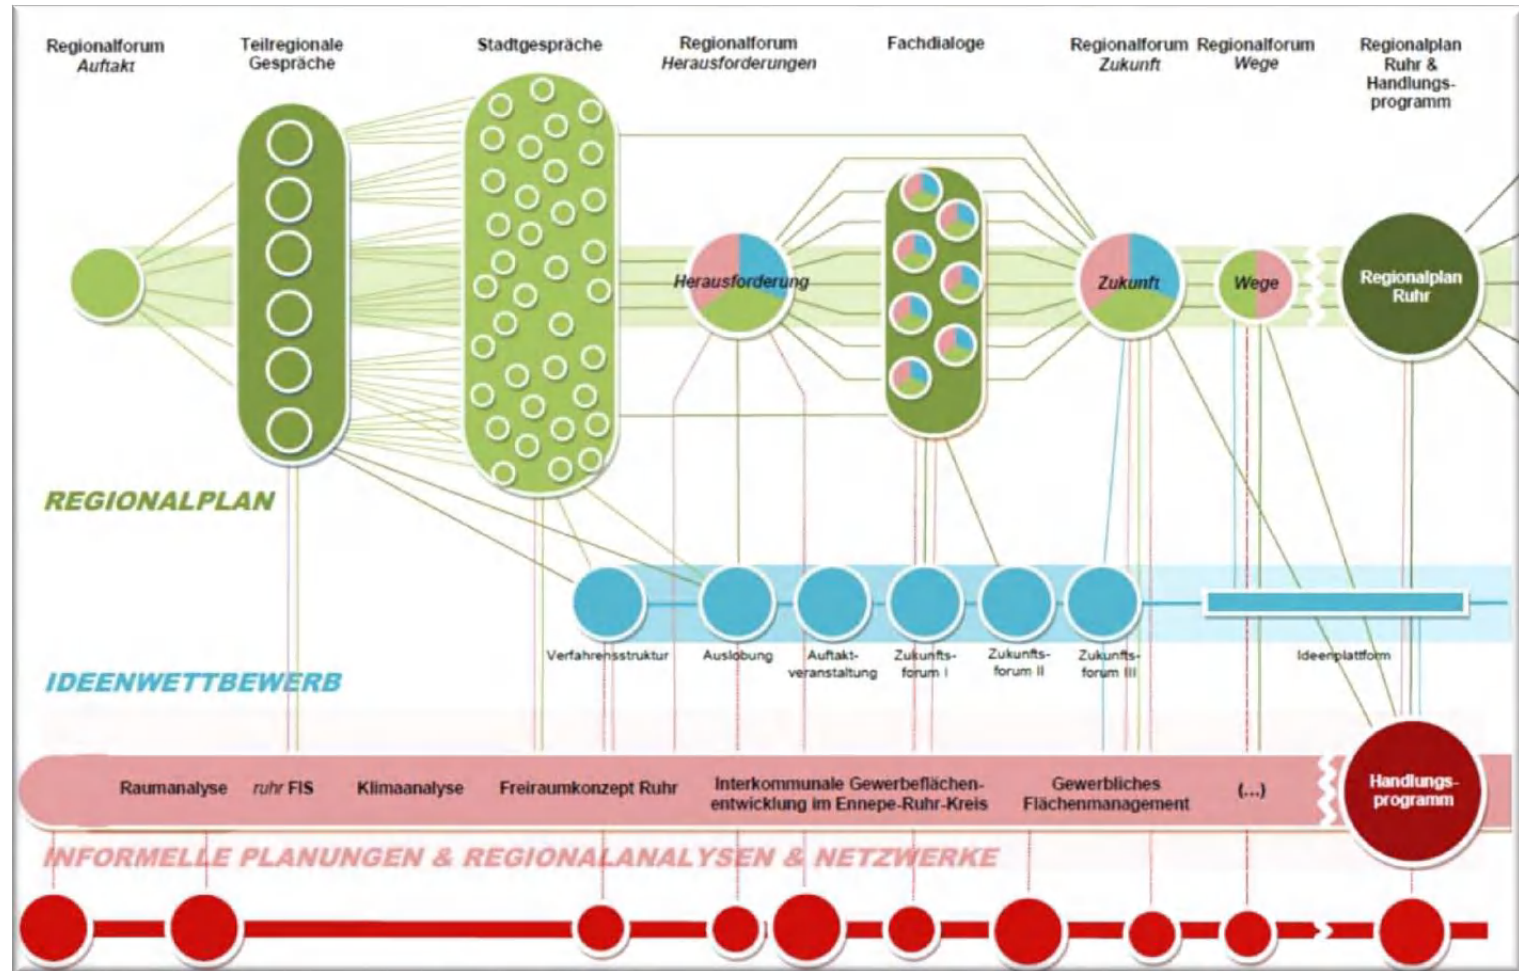 Regionalforum
Auftakt
Teilregionale
Gespräche
Stadtgespräche
Regionalforum
Herausforderungen
Fachdialoge
Regionalforum
Zukunft
Regionalforum
Wege
Regionalplan
Ruhr &
Handlungs-
programm
Herausforderung
Zukunft
Wege
Regionalplan
Ruhr
REGIONALPLAN
Verfahrensstruktur
Auslobung
Auftakt-
veranstaltung
Zukunfts-
forum I
Zukunfts-
forum II
Zukunfts-
forum III
Ideenplattform
IDEENWETTBEWERB
Raumanalyse
ruhr FIS
Klimaanalyse
Freiraumkonzept Ruhr
Interkommunale Gewerbeflächen-
entwicklung im Ennepe-Ruhr-Kreis
Gewerbliches
Flächenmanagement
(...)
Handlungs-
programm
INFORMELLE PLANUNGEN & REGIONALANALYSEN & NETZWERKE